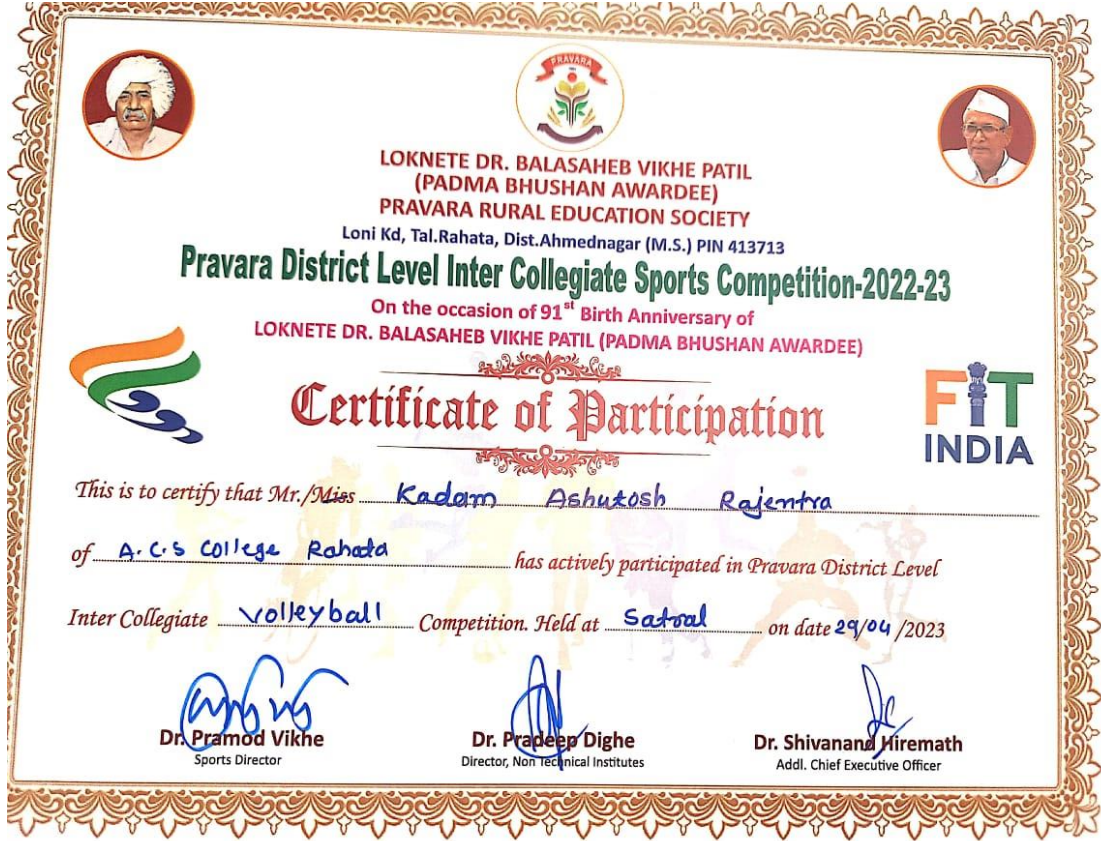 PRAVARA
LOKNETE DR. BALASAHEB VIKHE PATIL
(PADMA BHUSHAN AWARDEE)
PRAVARA RURAL EDUCATION SOCIETY
Loni Kd, Tal.Rahata, Dist.Ahmednagar (M.S.) PIN 413713
Pravara District Level Inter Collegiate Sports Competition-2022-23
On the occasion of 91st Birth Anniversary of
LOKNETE DR. BALASAHEB VIKHE PATIL (PADMA BHUSHAN AWARDEE)
Certificate of Participation
FIT
INDIA
This is to certify that Mr./Miss Kadam Ashutosh Rajentra
of A.C.S College Rahata has actively participated in Pravara District Level
Inter Collegiate Volleyball Competition. Held at Satral on date 29/04/2023
Dr. Pramod Vikhe
Sports Director
Dr. Pradeep Dighe
Director, Non Technical Institutes
Dr. Shivanand Hiremath
Addl. Chief Executive Officer